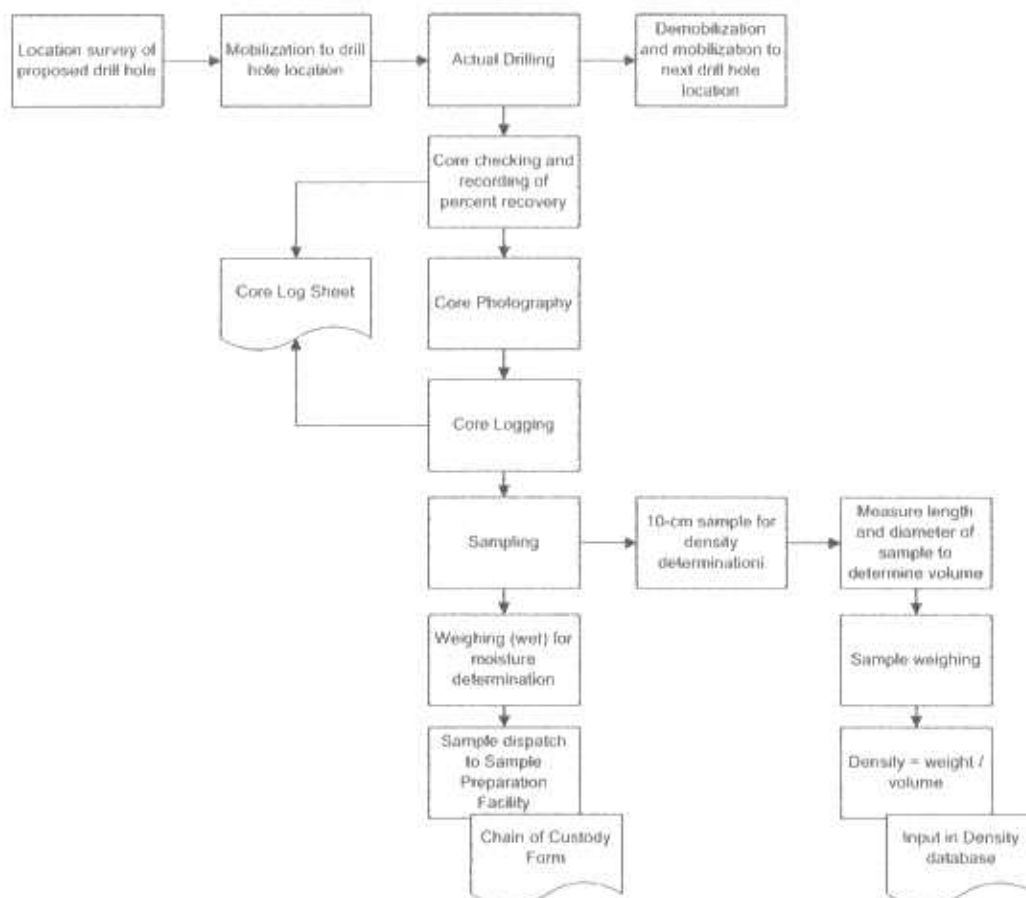 Location survey of
proposed drill hole
Mobilization to drill
hole location
Actual Drilling
Demobilization
and mobilization to
next drill hole
location
Core checking and
recording of
percent recovery
Core Log Sheet
Core Photography
Core Logging
Sampling
10-cm sample for
density
determinationi
Measure length
and diameter of
sample to
determine volume
Weighing (wet) for
moisture
determination
Sample weighing
Sample dispatch
to Sample
Preparation
Facility
Density = weight /
volume
Chain of Custody
Form
Input in Density
database